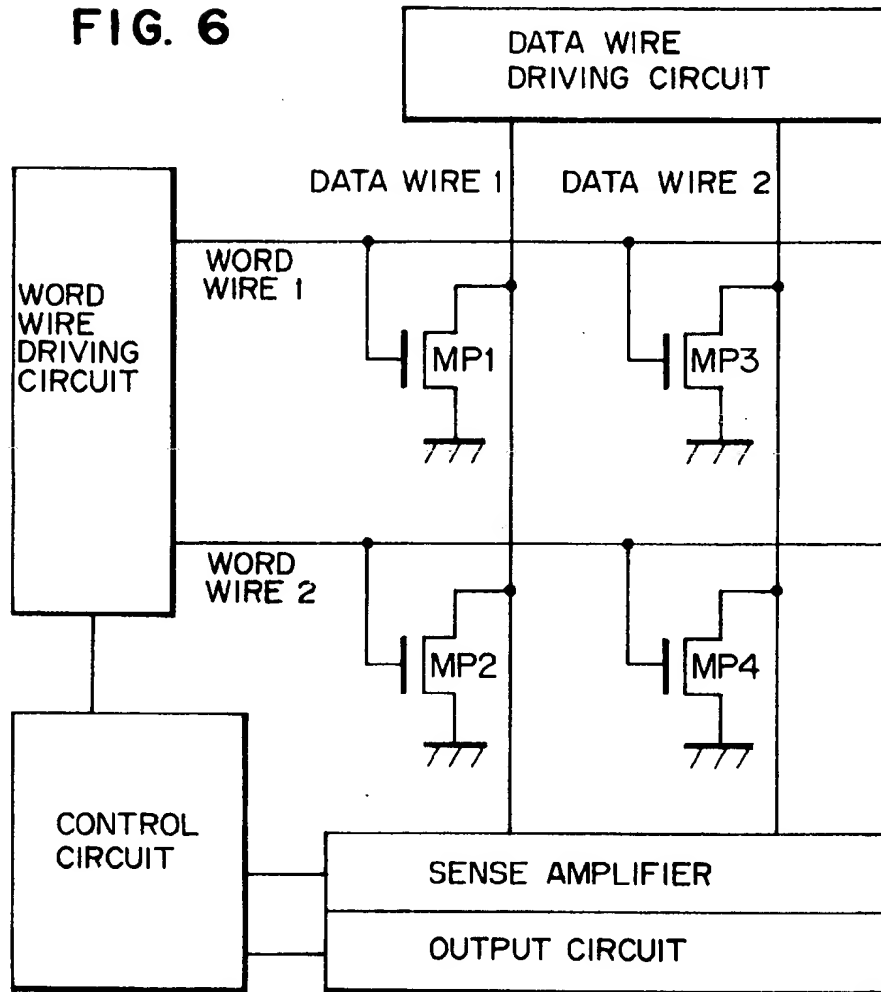 FIG. 6
DATA WIRE
DRIVING CIRCUIT
DATA WIRE 1
DATA WIRE 2
WORD
WIRE 1
WORD
WIRE
DRIVING
CIRCUIT
MP1
MP3
WORD
WIRE 2
MP2
MP4
CONTROL
CIRCUIT
SENSE AMPLIFIER
OUTPUT CIRCUIT